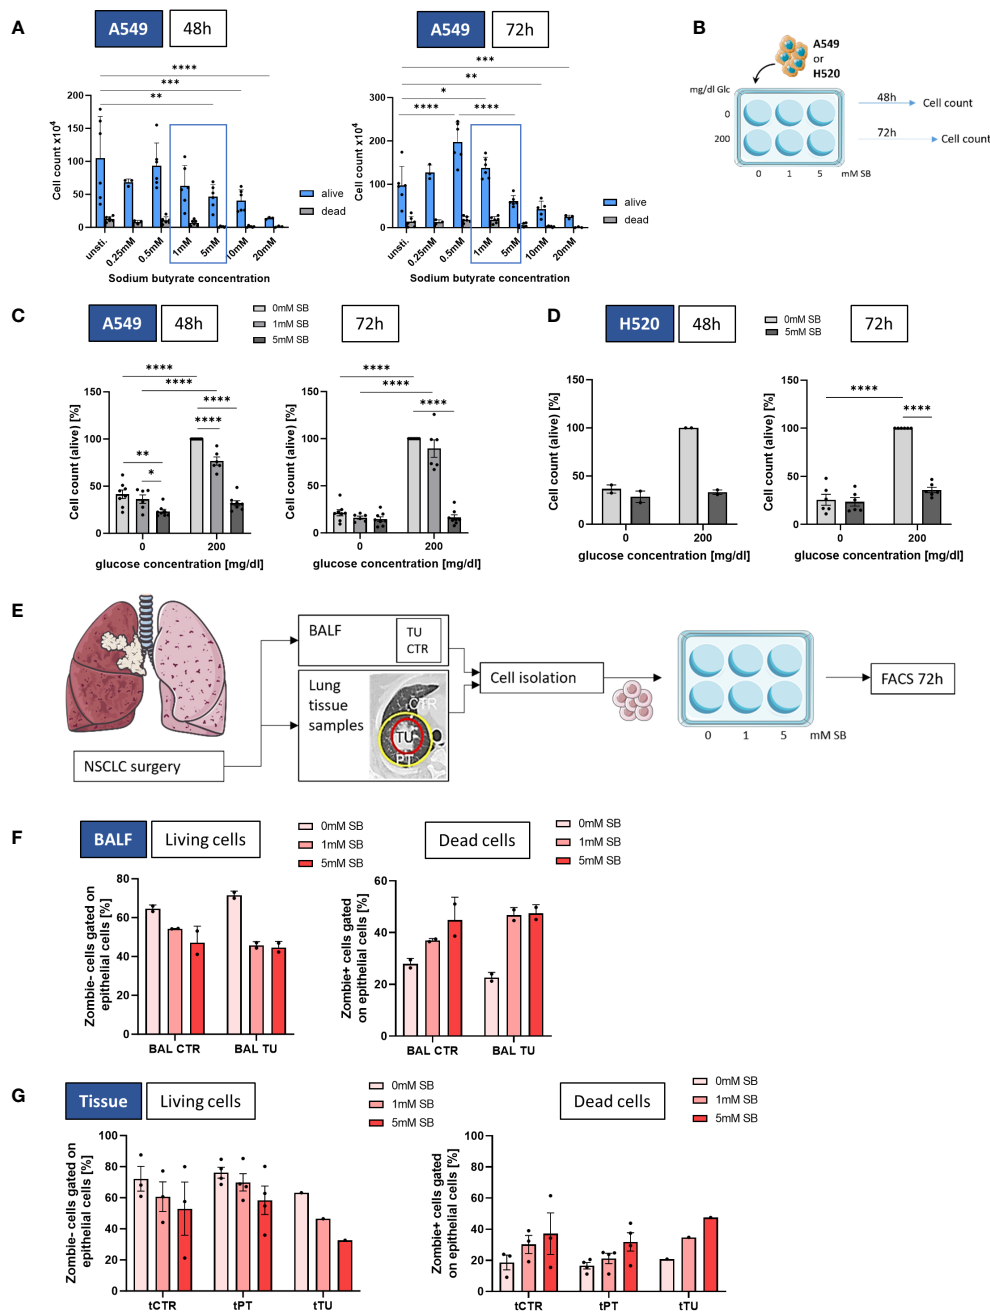 A
A549
48h
****
***
**
Cell count x10⁴
200
150
100
50
0
unsti.
0.25mM
0.5mM
1mM
5mM
10mM
20mM
Sodium butyrate concentration
alive
dead
A549
72h
***
**
*
****
****
Cell count x10⁴
300
200
100
0
unsti.
0.25mM
0.5mM
1mM
5mM
10mM
20mM
Sodium butyrate concentration
alive
dead
B
A549
or
H520
mg/dl Glc
0
200
0 1 5 mM SB
48h
Cell count
72h
Cell count
C
A549
48h
0mM SB
1mM SB
5mM SB
72h
****
****
****
****
**
*
Cell count (alive) [%]
150
100
50
0
0 200
glucose concentration [mg/dl]
****
****
****
Cell count (alive) [%]
150
100
50
0
0 200
glucose concentration [mg/dl]
D
H520
48h
0mM SB
5mM SB
72h
Cell count (alive) [%]
150
100
50
0
0 200
glucose concentration [mg/dl]
****
****
Cell count (alive) [%]
150
100
50
0
0 200
glucose concentration [mg/dl]
E
NSCLC surgery
BALF
TU
CTR
Lung
tissue
samples
CTR
TU
PT
Cell isolation
0 1 5 mM SB
FACS 72h
F
BALF
Living cells
0mM SB
1mM SB
5mM SB
Zombie- cells gated on
epithelial cells [%]
80
60
40
20
0
BAL CTR BAL TU
Dead cells
0mM SB
1mM SB
5mM SB
Zombie+ cells gated
on epithelial cells [%]
60
40
20
0
BAL CTR BAL TU
G
Tissue
Living cells
0mM SB
1mM SB
5mM SB
Zombie- cells gated on
epithelial cells [%]
100
80
60
40
20
0
tCTR tPT tTU
Dead cells
0mM SB
1mM SB
5mM SB
Zombie+ cells gated
on epithelial cells [%]
100
80
60
40
20
0
tCTR tPT tTU